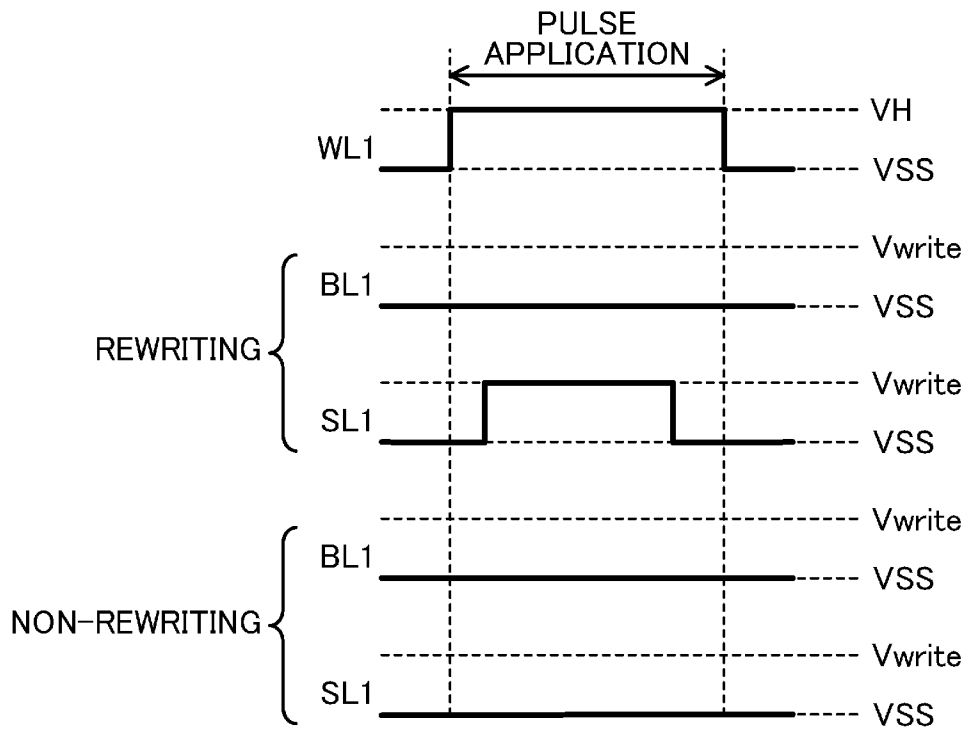 PULSE
APPLICATION
VH
WL1
VSS
Vwrite
BL1
VSS
REWRITING
Vwrite
SL1
VSS
Vwrite
BL1
VSS
NON-REWRITING
Vwrite
SL1
VSS